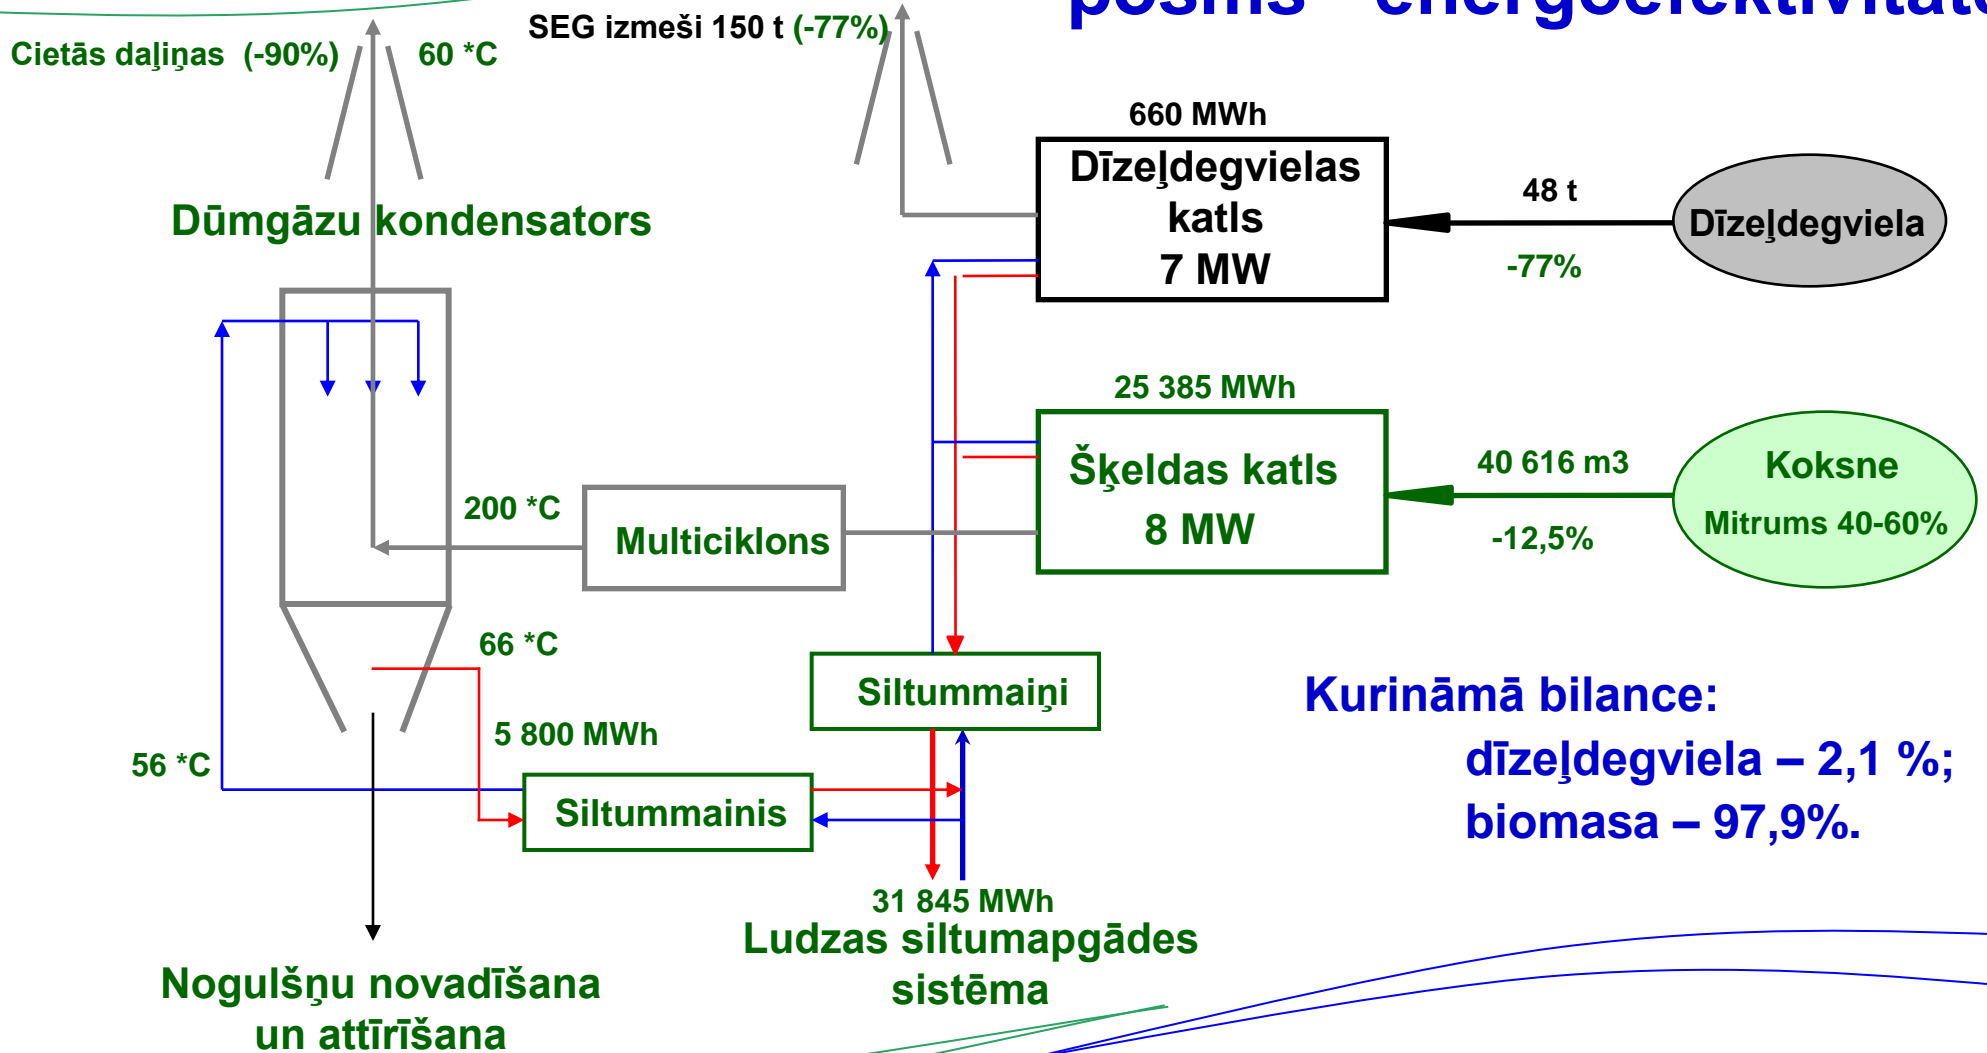 posms - energoefektivitāte
SEG izmeši 150 t (-77%)
Cietās daļiņas (-90%)
60 *C
660 MWh
Dīzeļdegvielas
katls
7 MW
48 t
-77%
Dīzeļdegviela
Dūmgāzu kondensators
25 385 MWh
Šķeldas katls
8 MW
40 616 m3
-12,5%
Koksne
Mitrums 40-60%
200 *C
Multiciklons
66 *C
Siltummaiņi
Kurināmā bilance:
dīzeļdegviela – 2,1 %;
biomasa – 97,9%.
5 800 MWh
56 *C
Siltummainis
31 845 MWh
Ludzas siltumapgādes
sistēma
Nogulšņu novadīšana
un attīrīšana